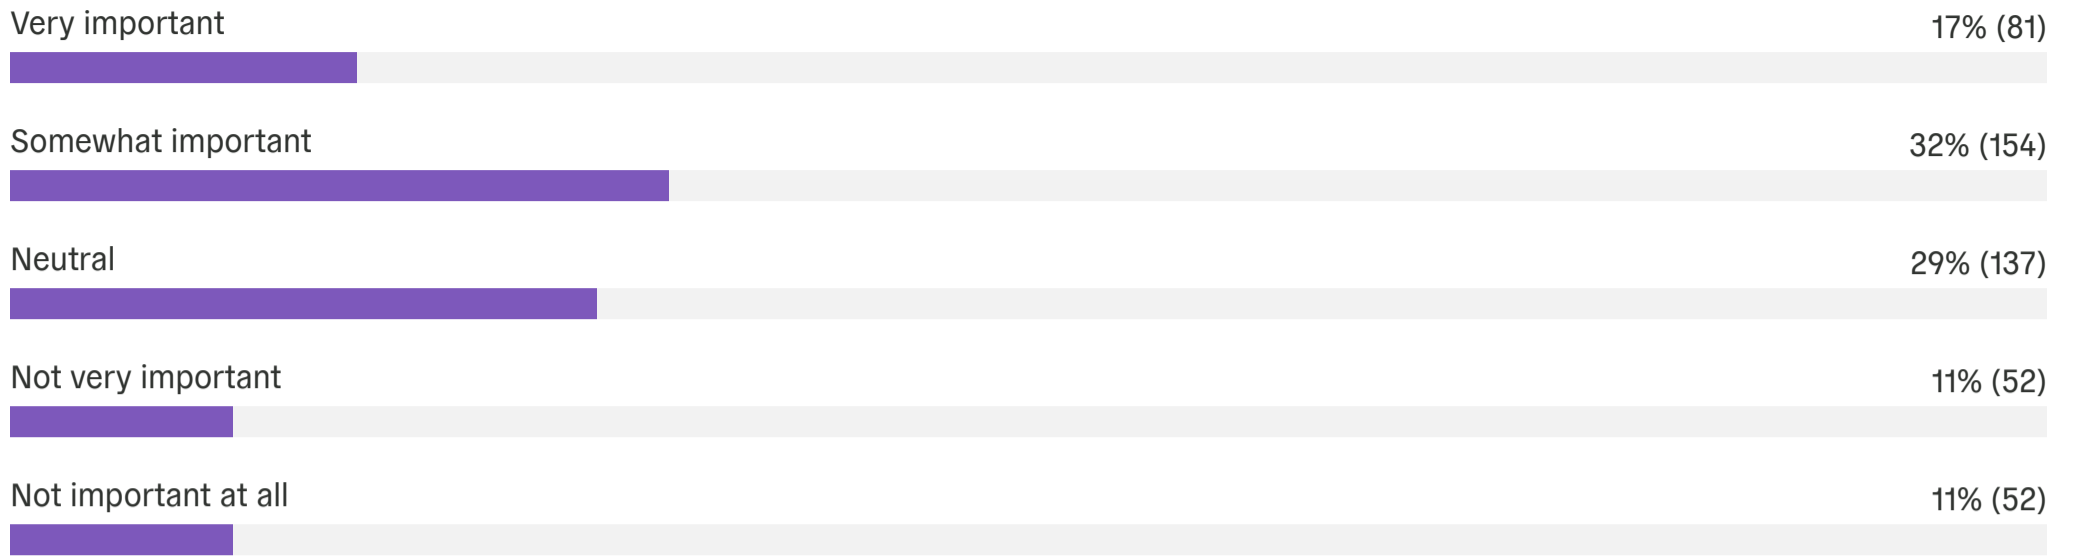 Very important 17% (81)
Somewhat important 32% (154)
Neutral 29% (137)
Not very important 11% (52)
Not important at all 11% (52)